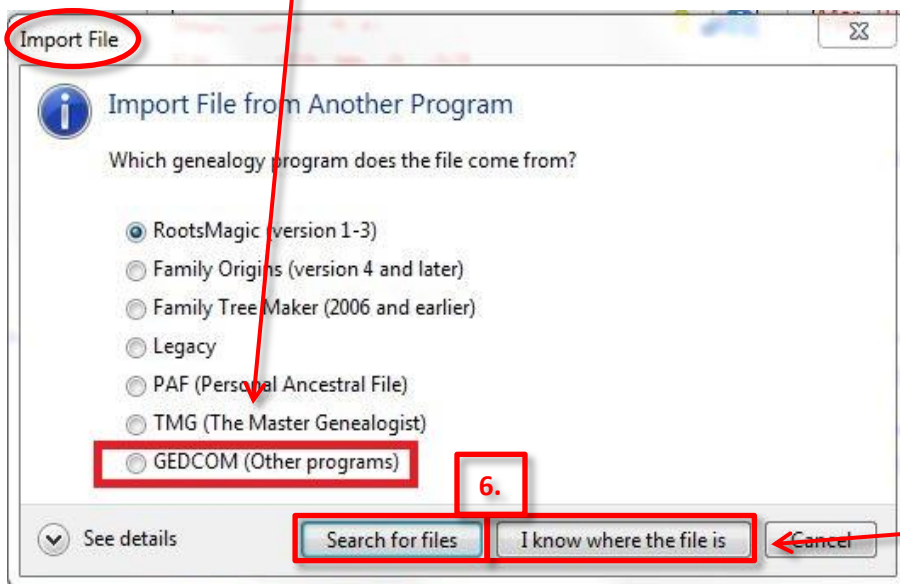 Import File
Import File from Another Program
Which genealogy program does the file come from?
RootsMagic (version 1-3)
Family Origins (version 4 and later)
Family Tree Maker (2006 and earlier)
Legacy
PAF (Personal Ancestral File)
TMG (The Master Genealogist)
GEDCOM (Other programs)
6.
See details
Search for files
I know where the file is
Cancel